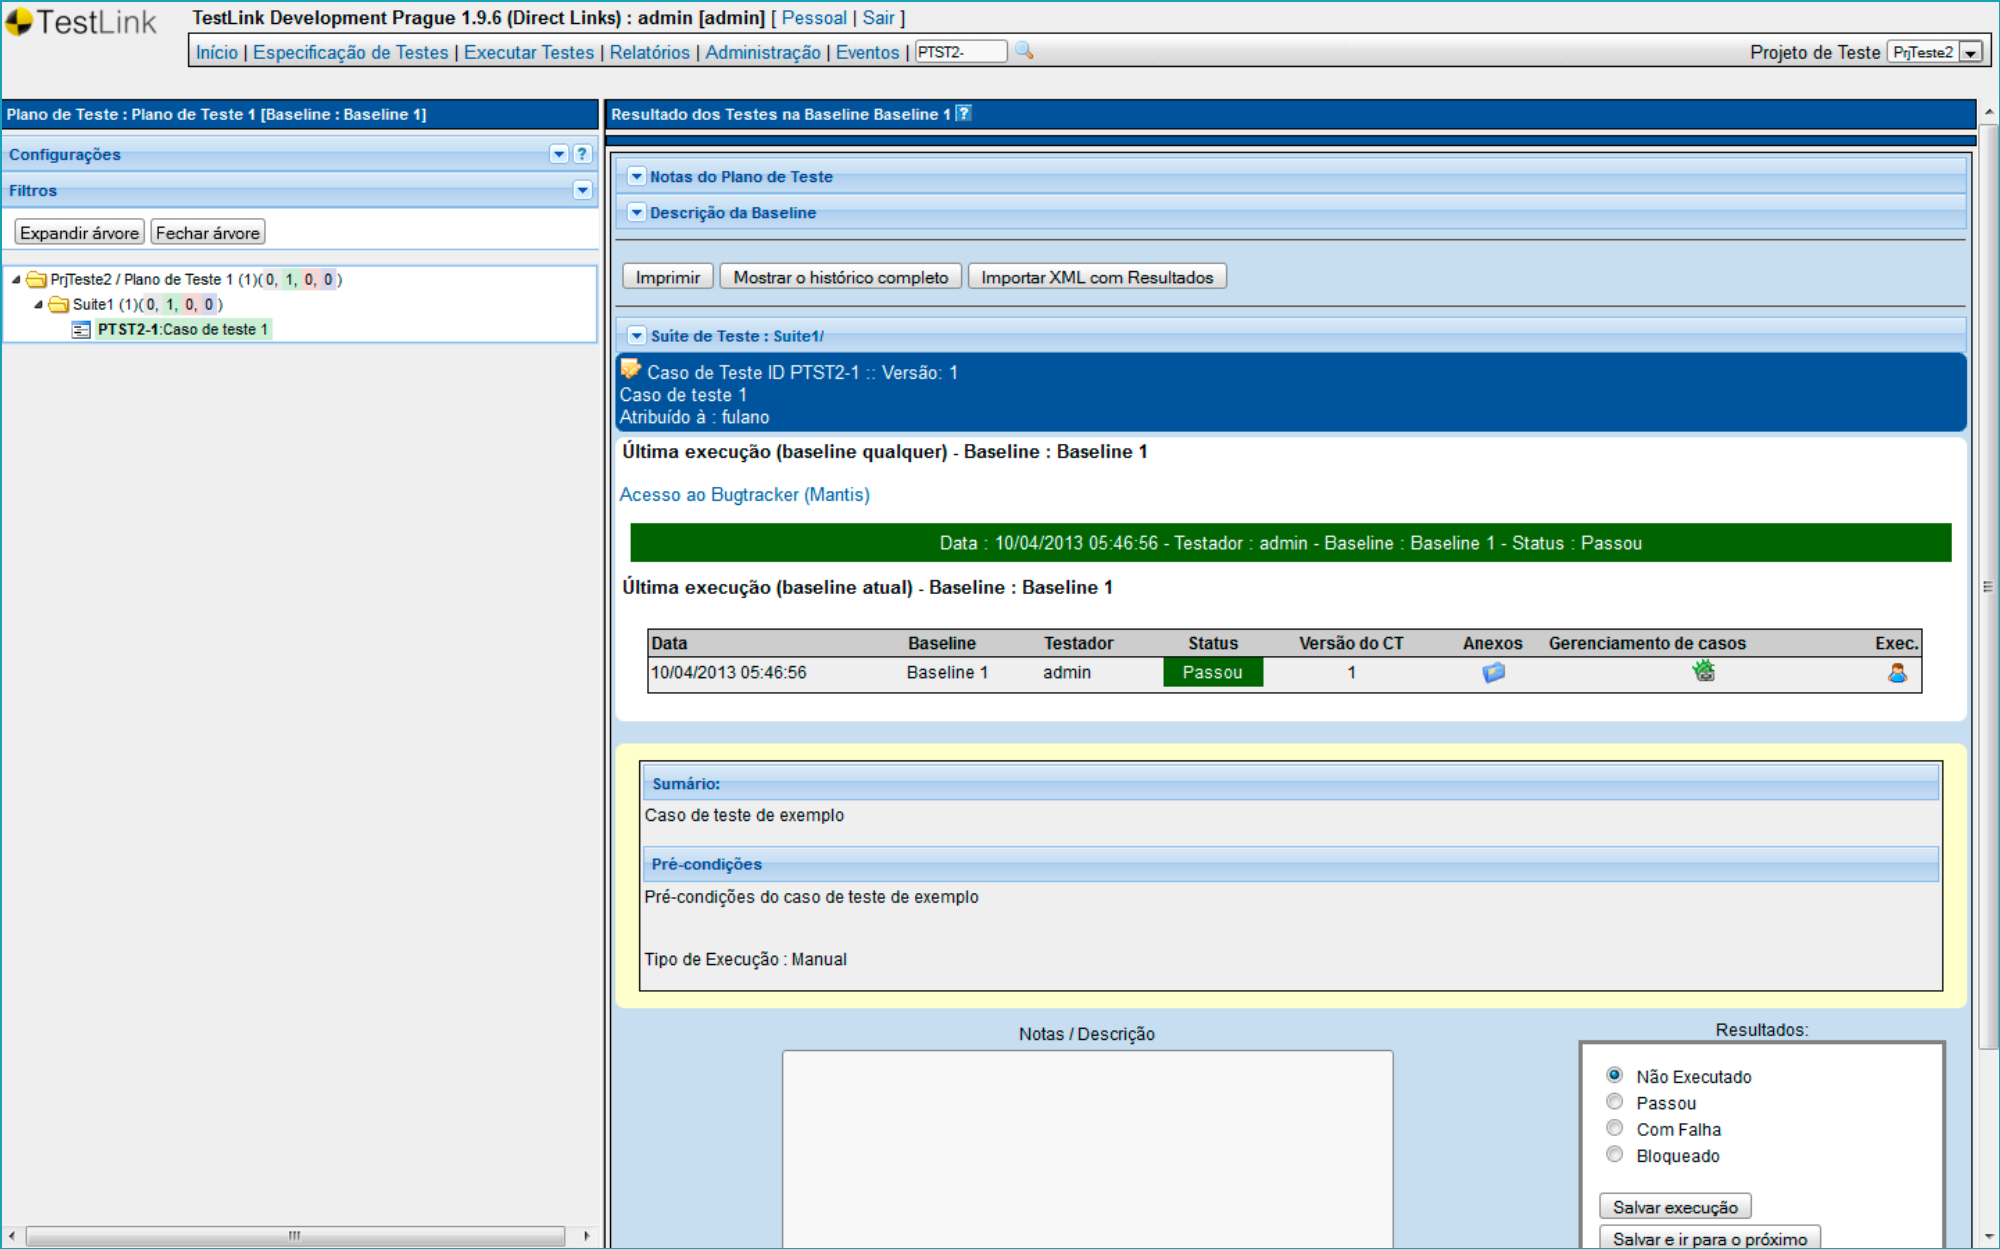 TestLink
TestLink Development Prague 1.9.6 (Direct Links) : admin [admin] [ Pessoal | Sair ]
Início | Especificação de Testes | Executar Testes | Relatórios | Administração | Eventos | PTST2-
Projeto de Teste PrjTeste2
Plano de Teste : Plano de Teste 1 [Baseline : Baseline 1]
Configurações ?
Filtros
Expandir árvore Fechar árvore
PrjTeste2 / Plano de Teste 1 (1)( 0, 1, 0, 0 )
Suite1 (1)( 0, 1, 0, 0 )
PTST2-1:Caso de teste 1
Resultado dos Testes na Baseline Baseline 1 ?
Notas do Plano de Teste
Descrição da Baseline
Imprimir Mostrar o histórico completo Importar XML com Resultados
Suíte de Teste : Suite1/
Caso de Teste ID PTST2-1 :: Versão: 1
Caso de teste 1
Atribuído à : fulano
Última execução (baseline qualquer) - Baseline : Baseline 1
Acesso ao Bugtracker (Mantis)
Data : 10/04/2013 05:46:56 - Testador : admin - Baseline : Baseline 1 - Status : Passou
Última execução (baseline atual) - Baseline : Baseline 1
Data Baseline Testador Status Versão do CT Anexos Gerenciamento de casos Exec.
10/04/2013 05:46:56 Baseline 1 admin Passou 1
Sumário:
Caso de teste de exemplo
Pré-condições
Pré-condições do caso de teste de exemplo
Tipo de Execução : Manual
Notas / Descrição
Resultados:
Não Executado
Passou
Com Falha
Bloqueado
Salvar execução
Salvar e ir para o próximo